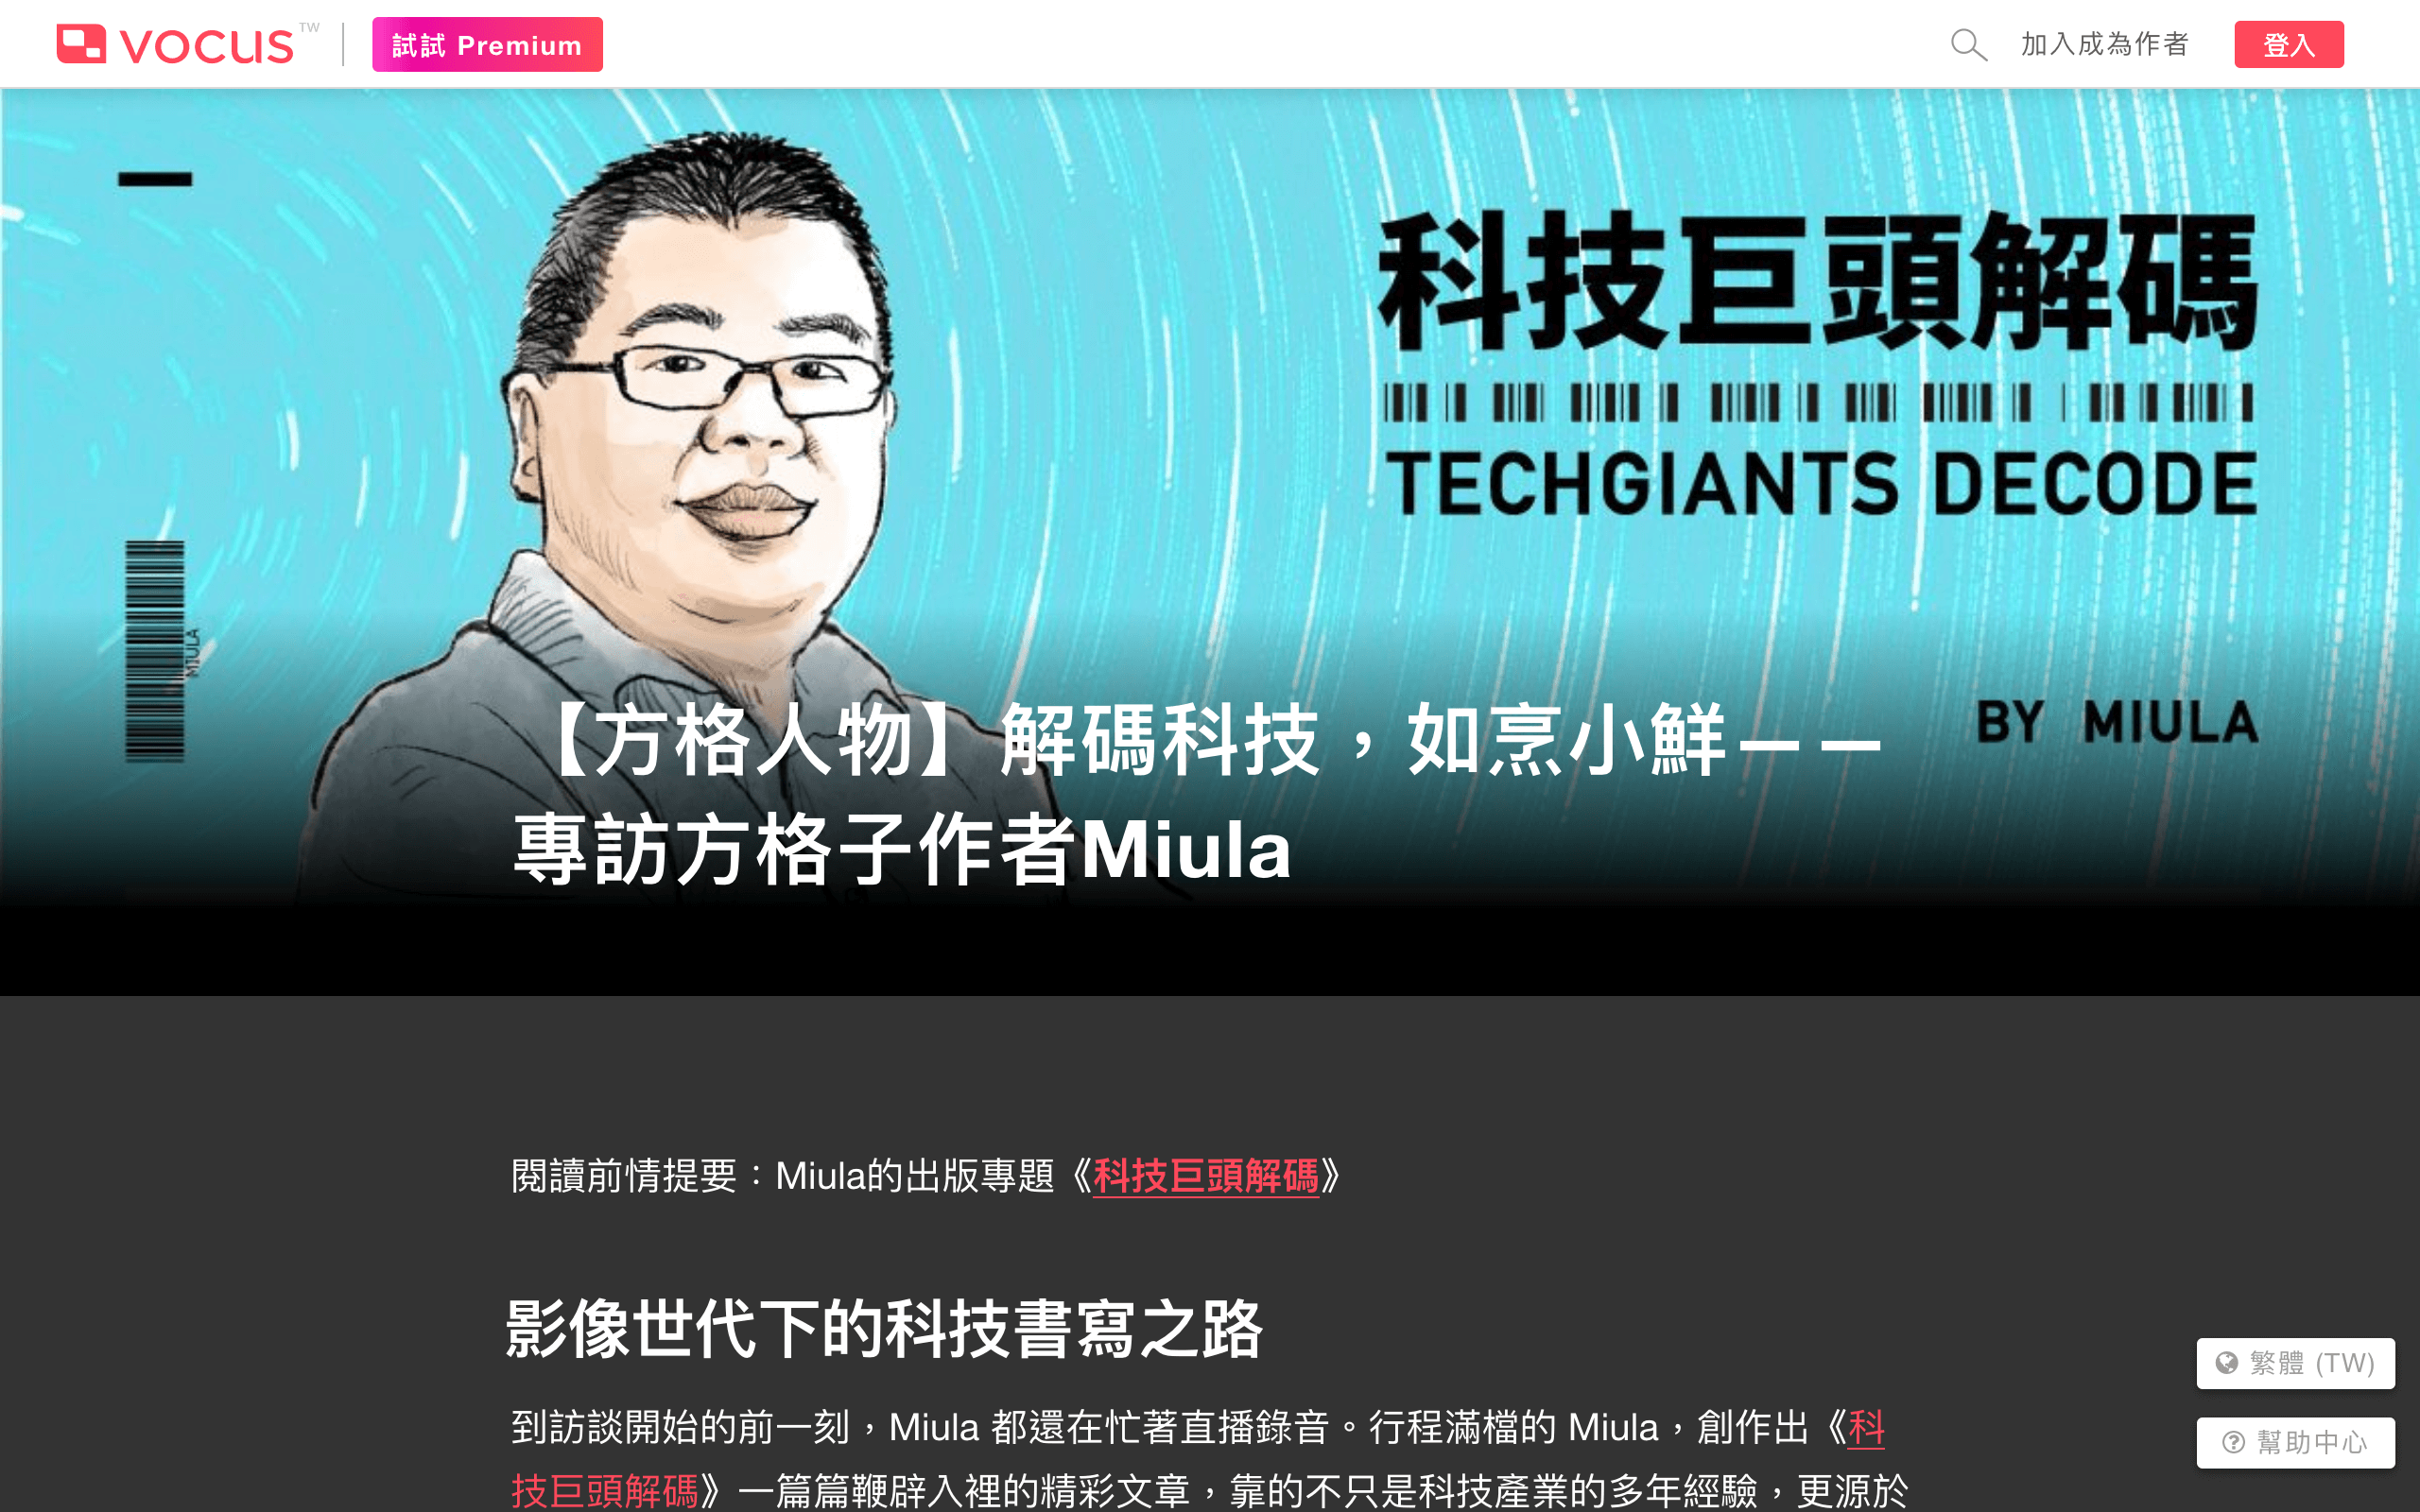 vocus TW
試試 Premium
加入成為作者
登入
科技巨頭解碼
TECHGIANTS DECODE
MIULA
BY MIULA
【方格人物】解碼科技，如烹小鮮－－
專訪方格子作者Miula
閱讀前情提要：Miula的出版專題《科技巨頭解碼》
影像世代下的科技書寫之路
到訪談開始的前一刻，Miula 都還在忙著直播錄音。行程滿檔的 Miula，創作出《科
技巨頭解碼》一篇篇鞭辟入裡的精彩文章，靠的不只是科技產業的多年經驗，更源於
繁體 (TW)
幫助中心